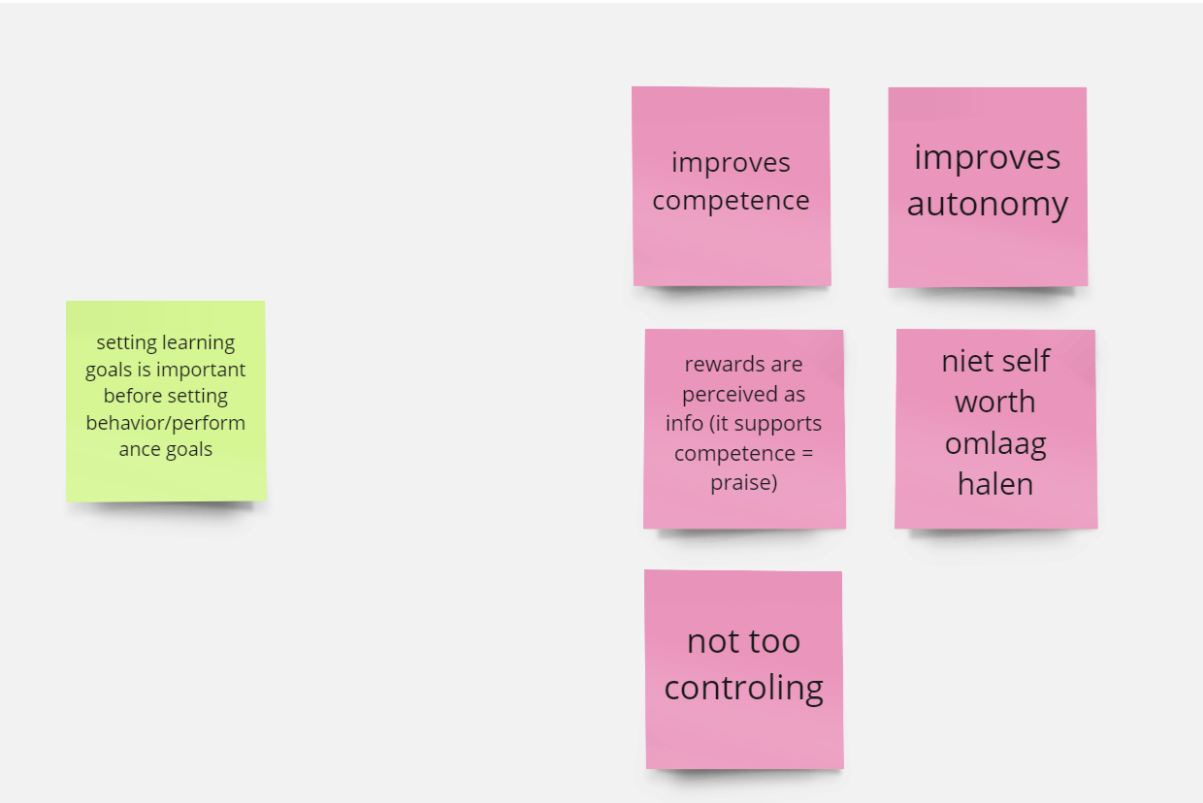 setting learning
goals is important
before setting
behavior/perform
ance goals
improves
competence
improves
autonomy
rewards are
perceived as
info (it supports
competence =
praise)
niet self
worth
omlaag
halen
not too
controling